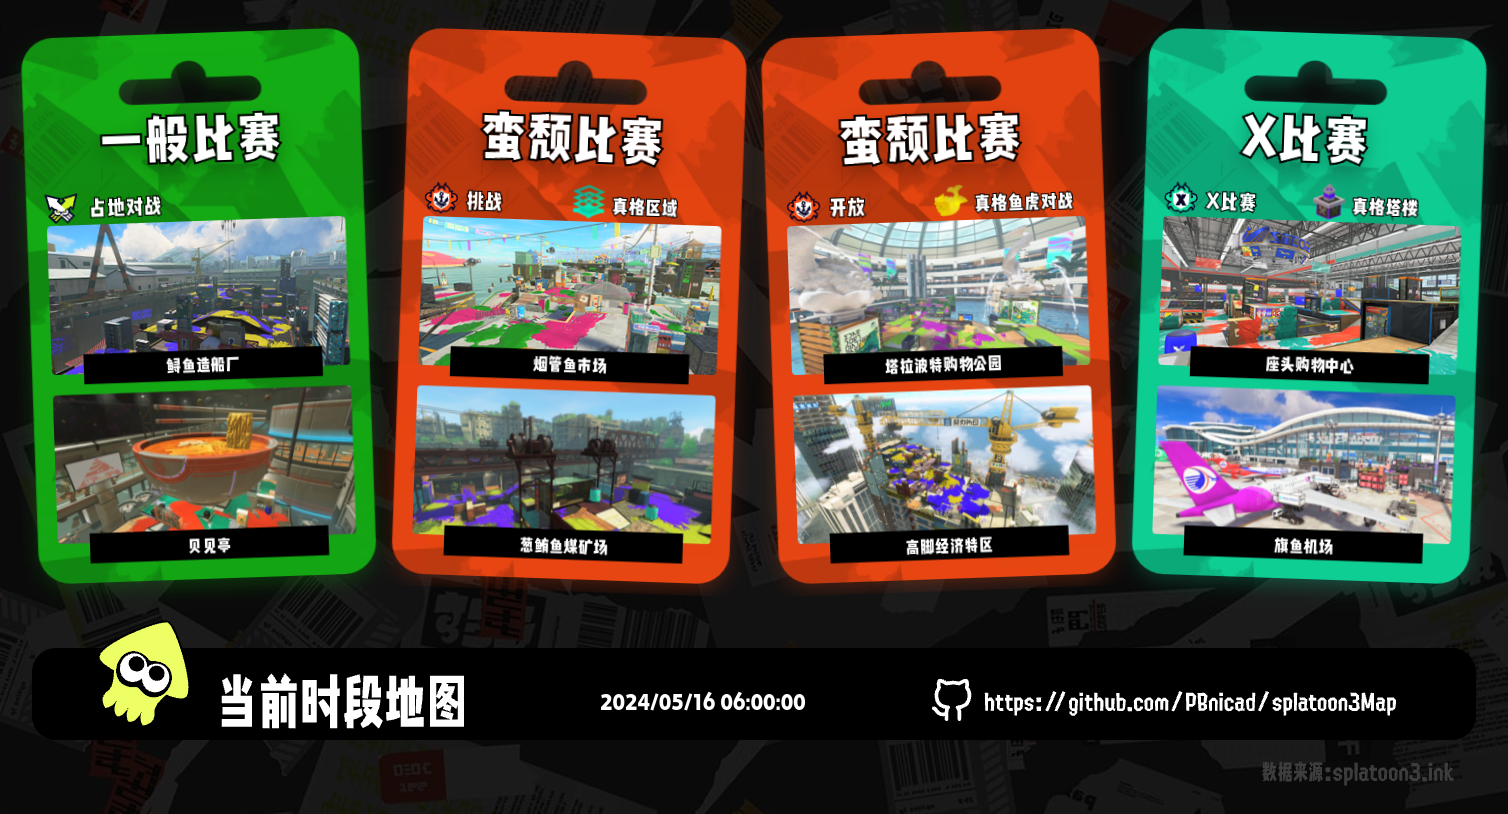 一般比赛
占地对战
鲟鱼造船厂
贝见亭
蛮颓比赛
挑战
真格区域
烟管鱼市场
葱鲔鱼煤矿场
蛮颓比赛
开放
真格鱼虎对战
塔拉波特购物公园
高脚经济特区
X比赛
X比赛
真格塔楼
座头购物中心
旗鱼机场
当前时段地图
2024/05/16 06:00:00
https://github.com/PBnicad/splatoon3Map
数据来源:splatoon3.ink